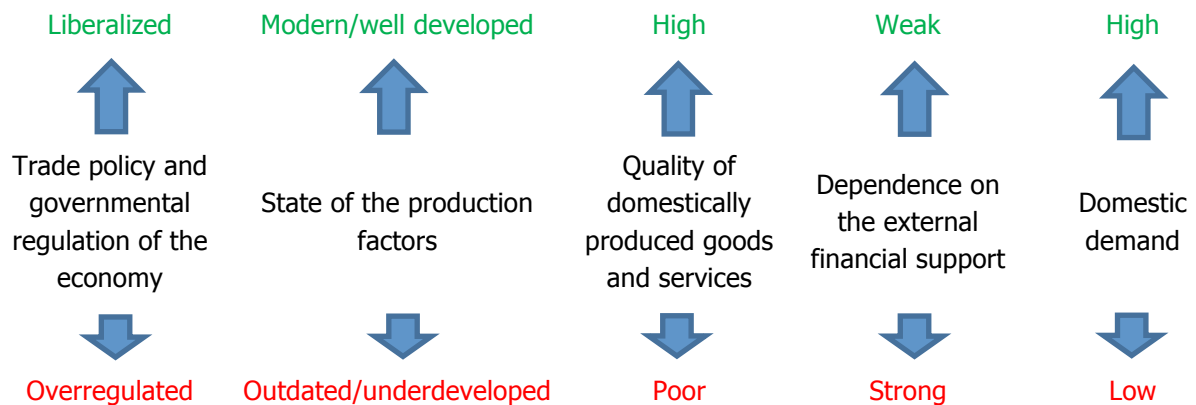 Liberalized
Modern/well developed
High
Weak
High
Trade policy and
governmental
regulation of the
economy
State of the production
factors
Quality of
domestically
produced goods
and services
Dependence on
the external
financial support
Domestic
demand
Overregulated
Outdated/underdeveloped
Poor
Strong
Low